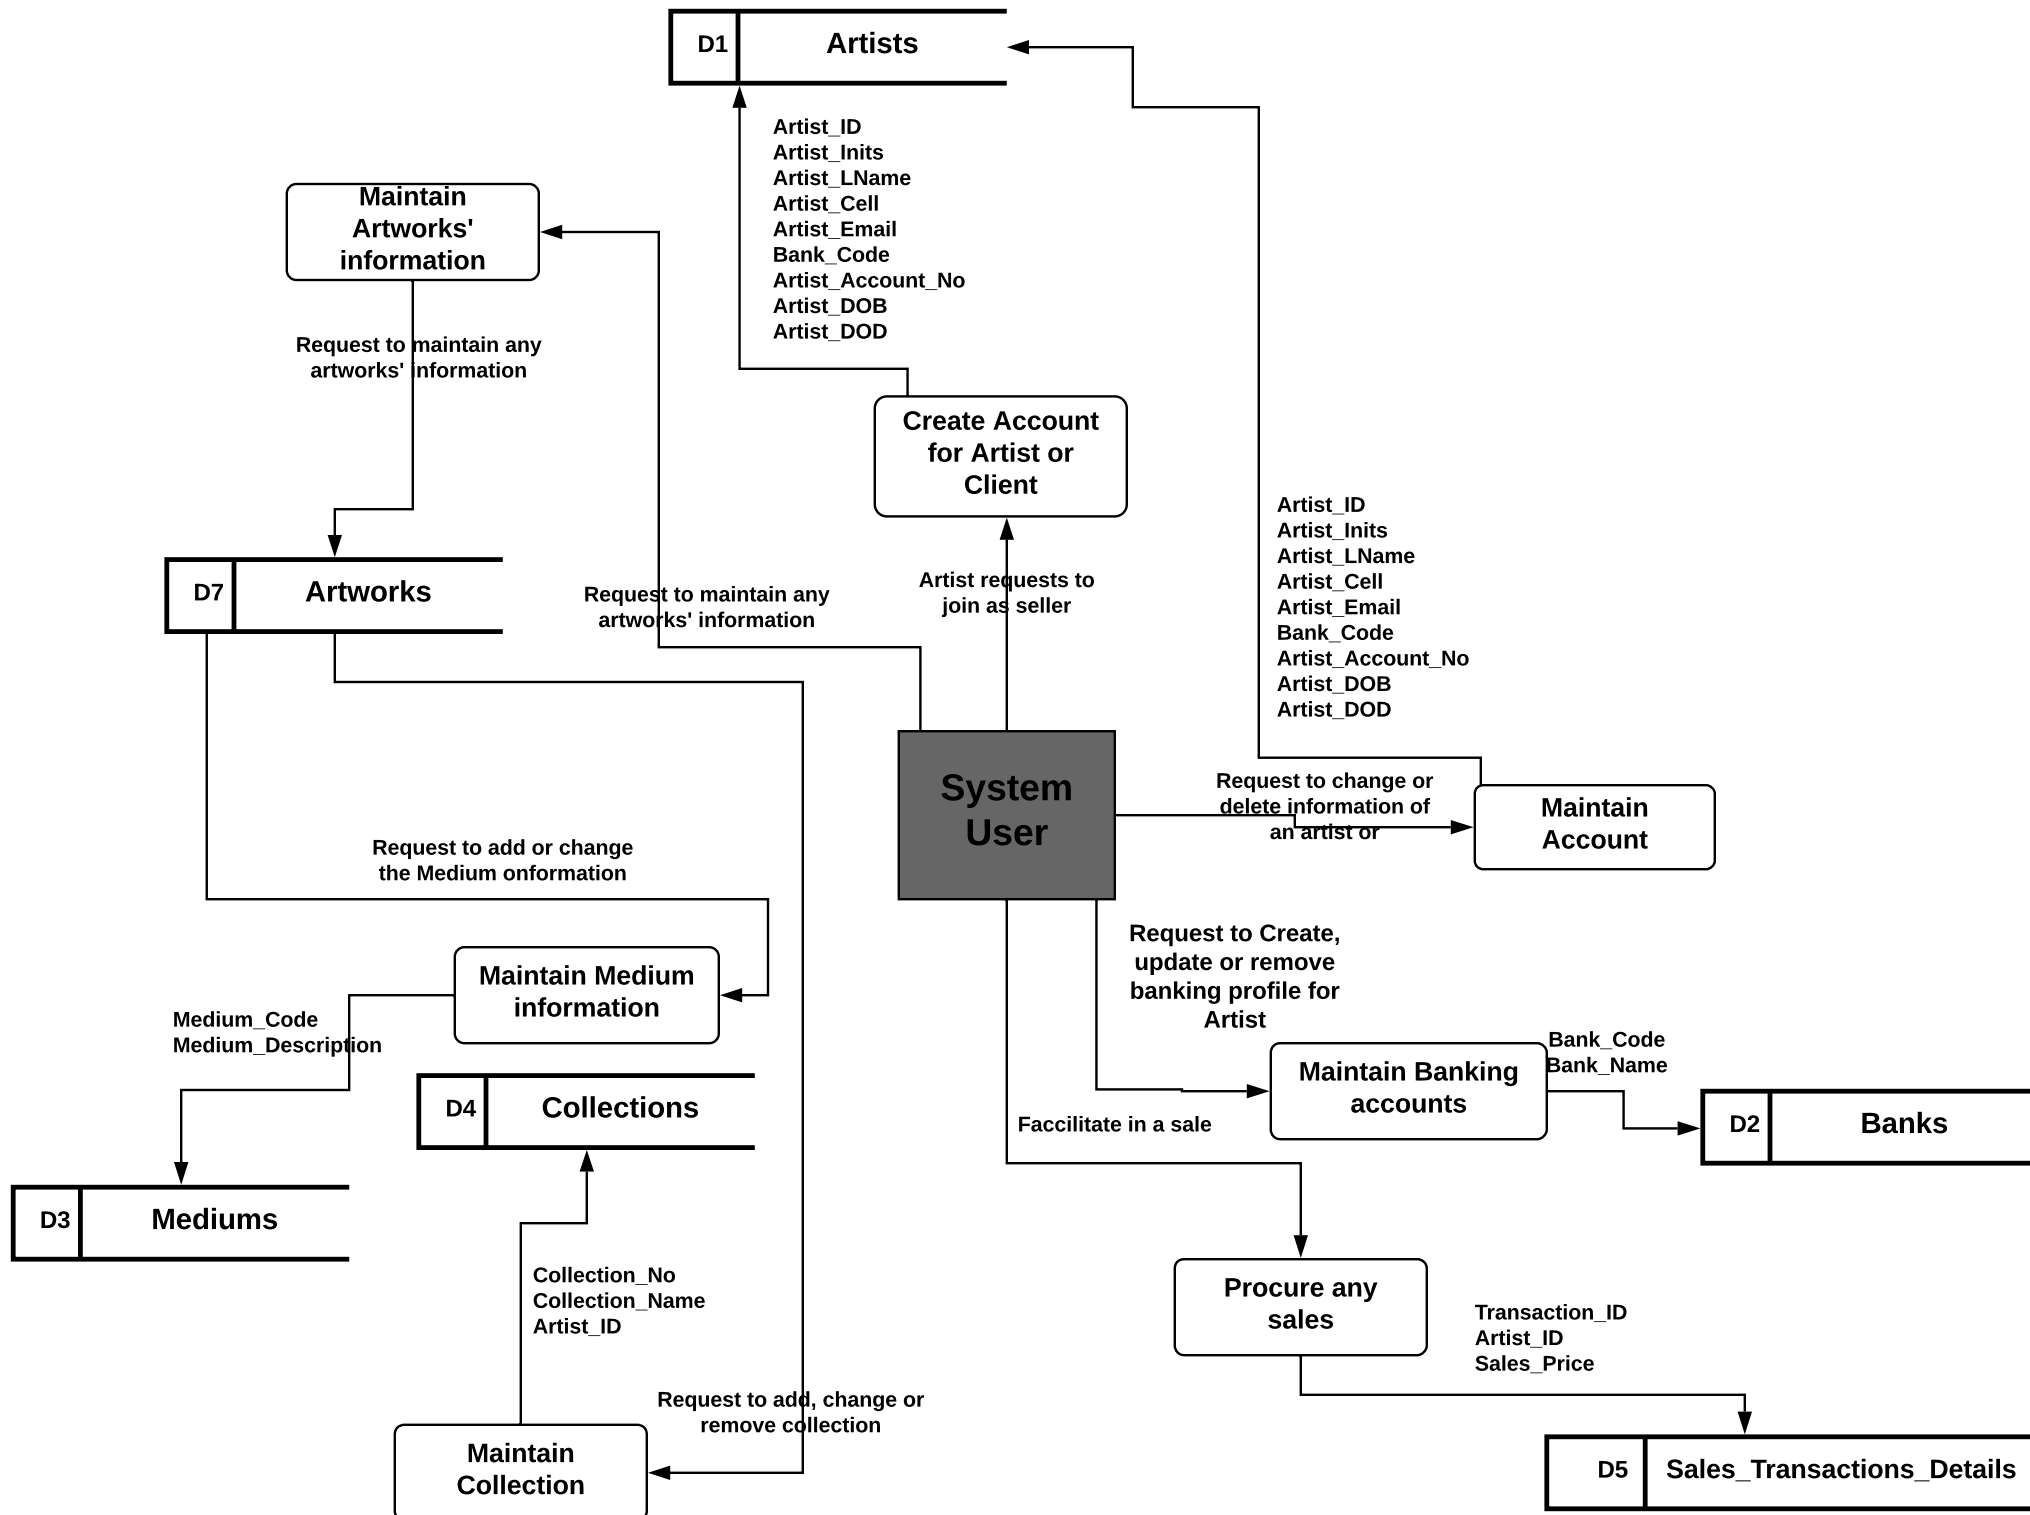 D1
Artists
Artist_ID
Artist_Inits
Artist_LName
Artist_Cell
Artist_Email
Bank_Code
Artist_Account_No
Artist_DOB
Artist_DOD
Maintain
Artworks'
information
Request to maintain any
artworks' information
Create Account
for Artist or
Client
Artist_ID
Artist_Inits
Artist_LName
Artist_Cell
Artist_Email
Bank_Code
Artist_Account_No
Artist_DOB
Artist_DOD
D7
Artworks
Request to maintain any
artworks' information
Artist requests to
join as seller
System
User
Request to change or
delete information of
an artist or
Maintain
Account
Request to add or change
the Medium onformation
Request to Create,
update or remove
banking profile for
Artist
Maintain Medium
information
Medium_Code
Medium_Description
Maintain Banking
accounts
Bank_Code
Bank_Name
D4
Collections
Faccilitate in a sale
D2
Banks
D3
Mediums
Collection_No
Collection_Name
Artist_ID
Procure any
sales
Transaction_ID
Artist_ID
Sales_Price
Request to add, change or
remove collection
Maintain
Collection
D5
Sales_Transactions_Details